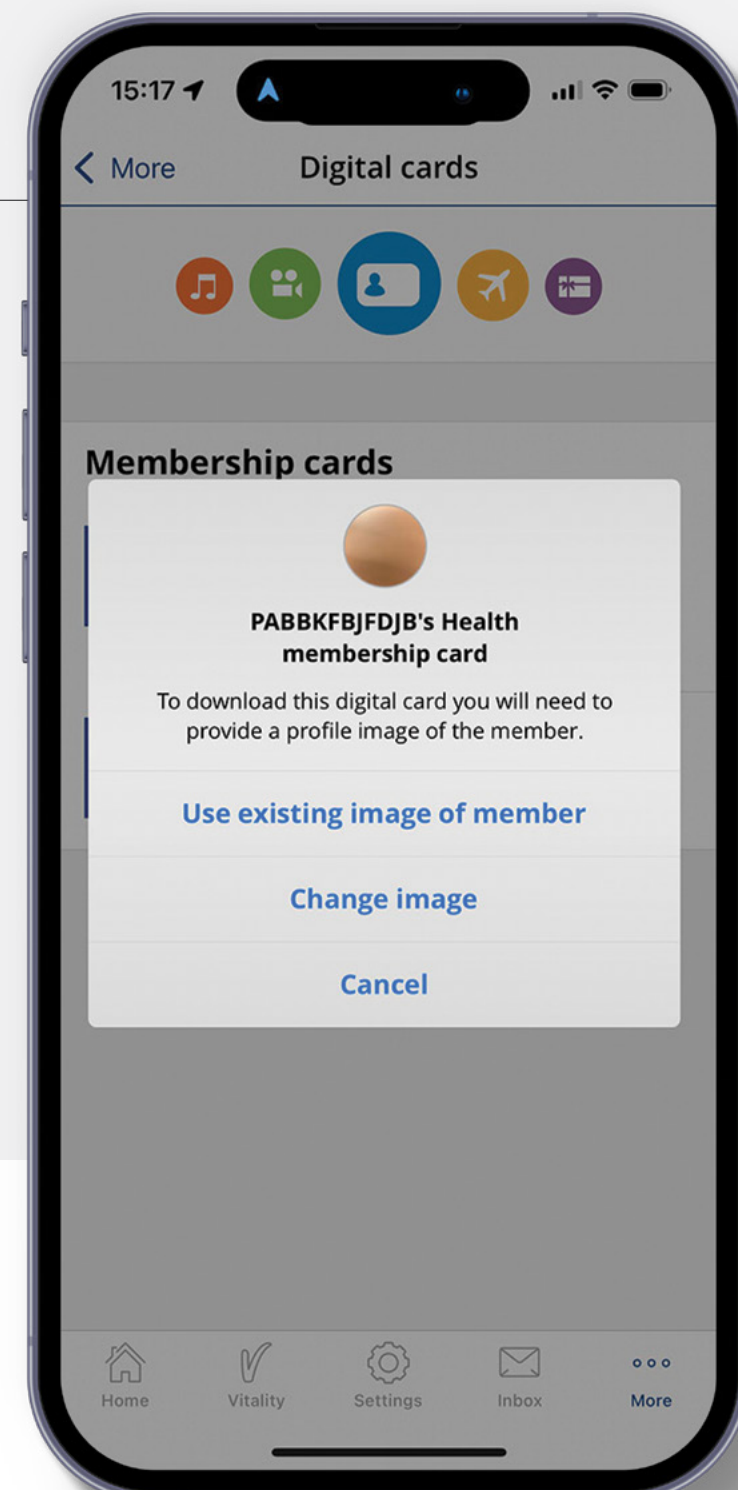 15:17
More
Digital cards
Membership cards
PABBKFBJFDJB's Health
membership card
To download this digital card you will need to
provide a profile image of the member.
Use existing image of member
Change image
Cancel
Home
Vitality
Settings
Inbox
More